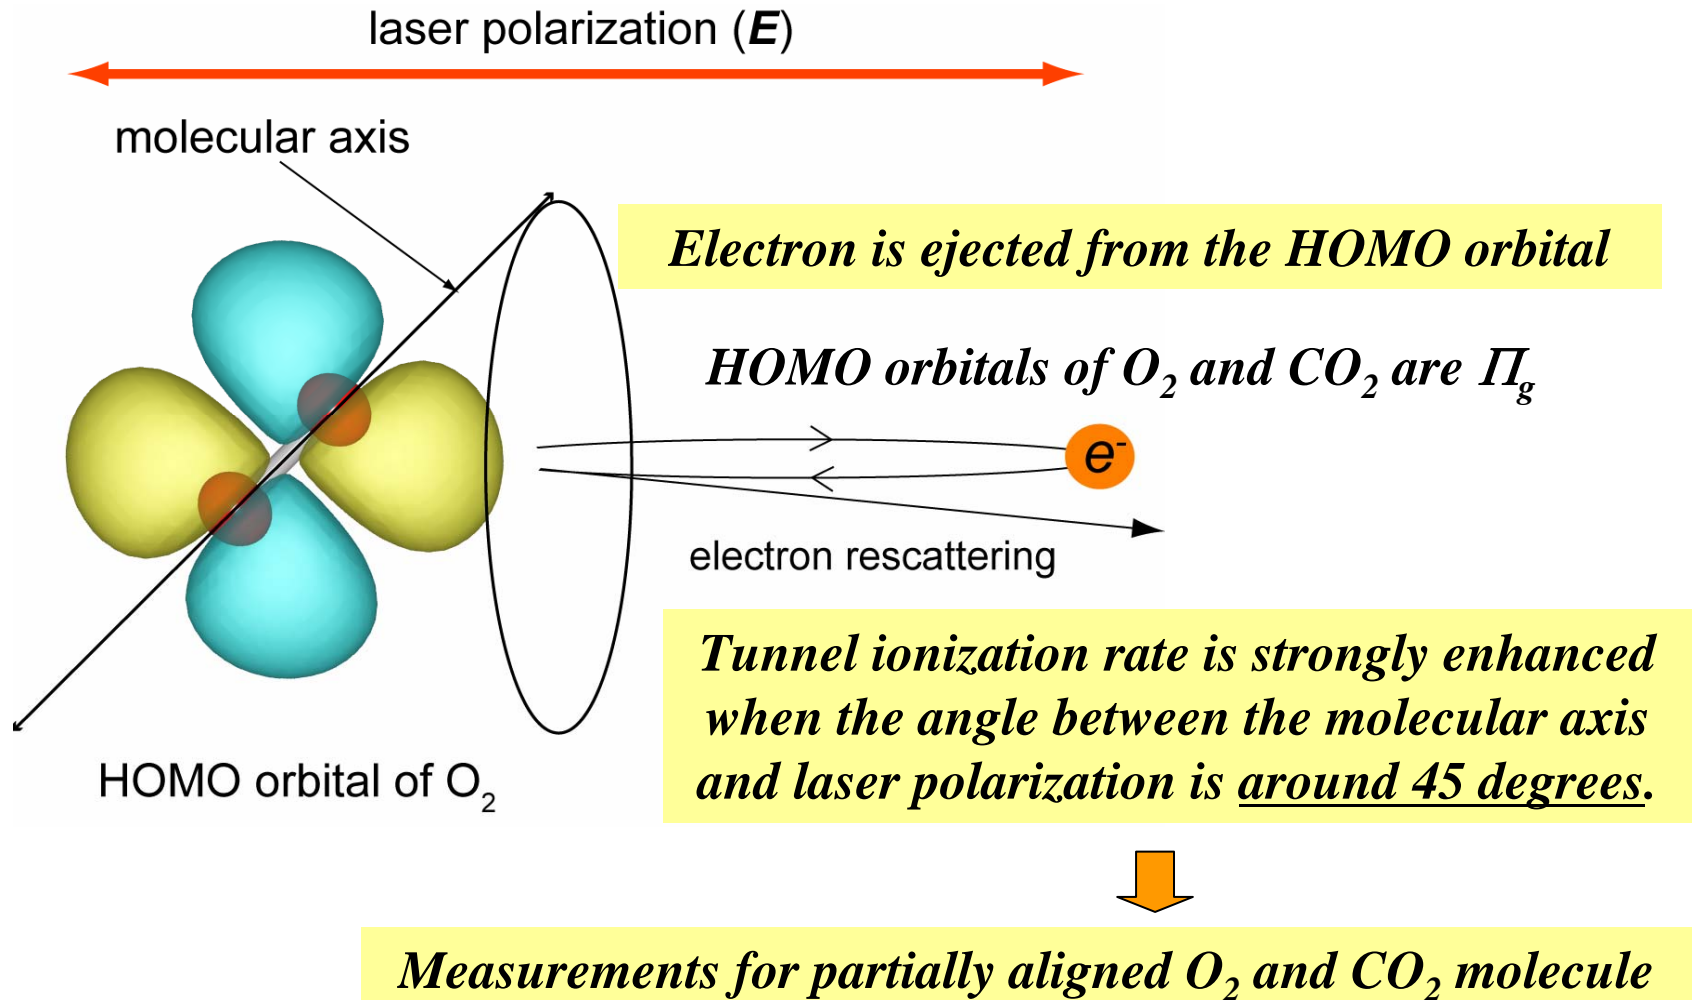 laser polarization (E)
molecular axis
Electron is ejected from the HOMO orbital
HOMO orbitals of O₂ and CO₂ are Πg
e⁻
electron rescattering
Tunnel ionization rate is strongly enhanced
when the angle between the molecular axis
and laser polarization is around 45 degrees.
HOMO orbital of O₂
Measurements for partially aligned O₂ and CO₂ molecule